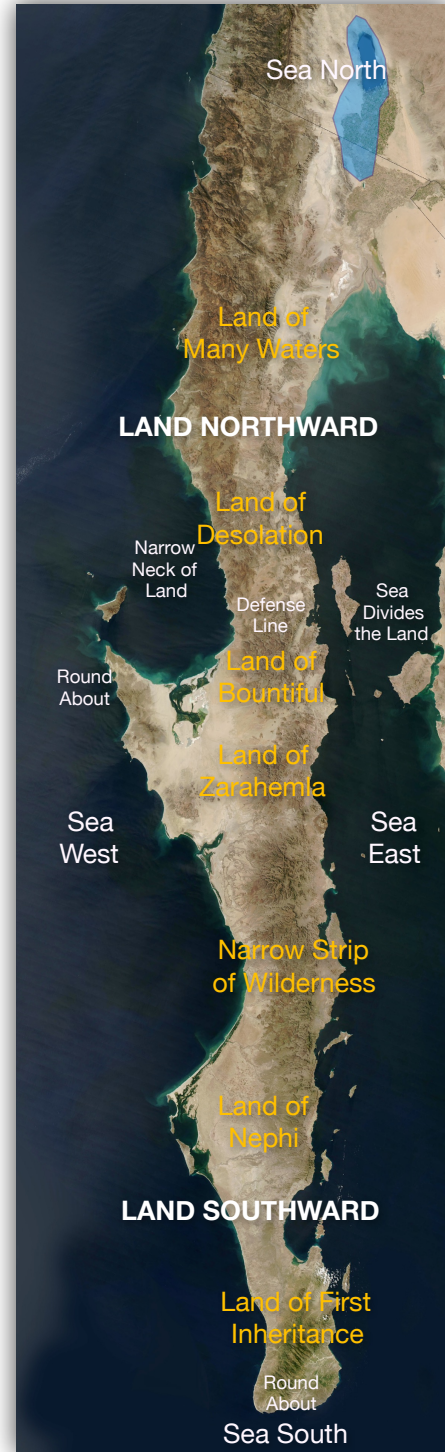 Sea North
Land of
Many Waters
LAND NORTHWARD
Land of
Desolation
Narrow
Neck of
Land
Defense
Line
Sea
Divides
the Land
Land of
Bountiful
Round
About
Land of
Zarahemla
Sea
West
Sea
East
Narrow Strip
of Wilderness
Land of
Nephi
LAND SOUTHWARD
Land of First
Inheritance
Round
About
Sea South